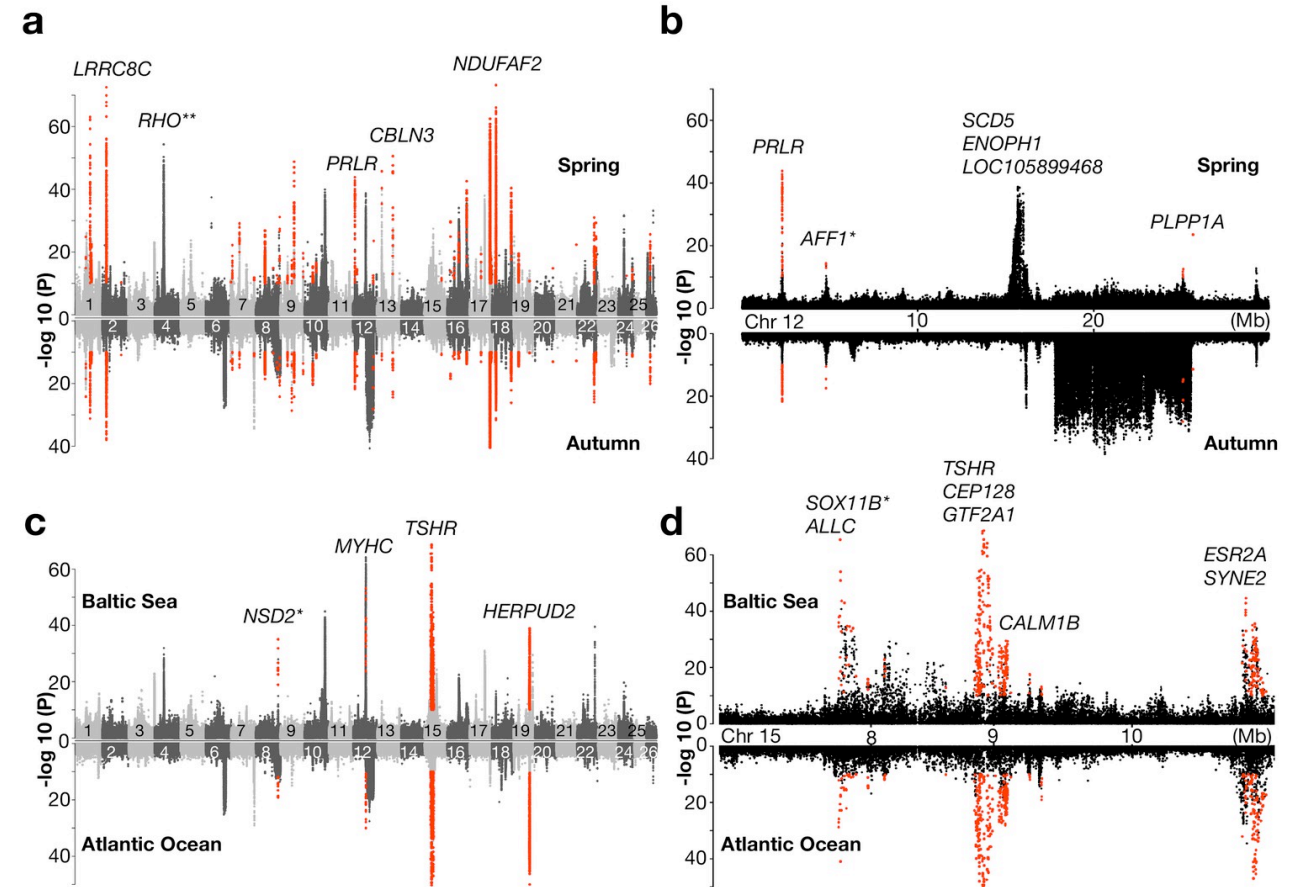 a
LRRC8C
NDUFAF2
RHO**
CBLN3
PRLR
Spring
60
40
20
0
-log 10 (P)
1 3 5 7 9 11 13 15 17 19 21 23 25
2 4 6 8 10 12 14 16 18 20 22 24 26
0
20
40
-log 10 (P)
Autumn
b
SCD5
ENOPH1
LOC105899468
PRLR
Spring
AFF1*
PLPP1A
60
40
20
0
-log 10 (P)
Chr 12 10 20 (Mb)
0
20
40
Autumn
c
TSHR
MYHC
Baltic Sea
NSD2*
HERPUD2
60
40
20
0
-log 10 (P)
1 3 5 7 9 11 13 15 17 19 21 23 25
2 4 6 8 10 12 14 16 18 20 22 24 26
0
20
40
Atlantic Ocean
d
TSHR
CEP128
GTF2A1
SOX11B*
ALLC
ESR2A
SYNE2
Baltic Sea
CALM1B
60
40
20
0
-log 10 (P)
Chr 15 8 9 10 (Mb)
0
20
40
Atlantic Ocean